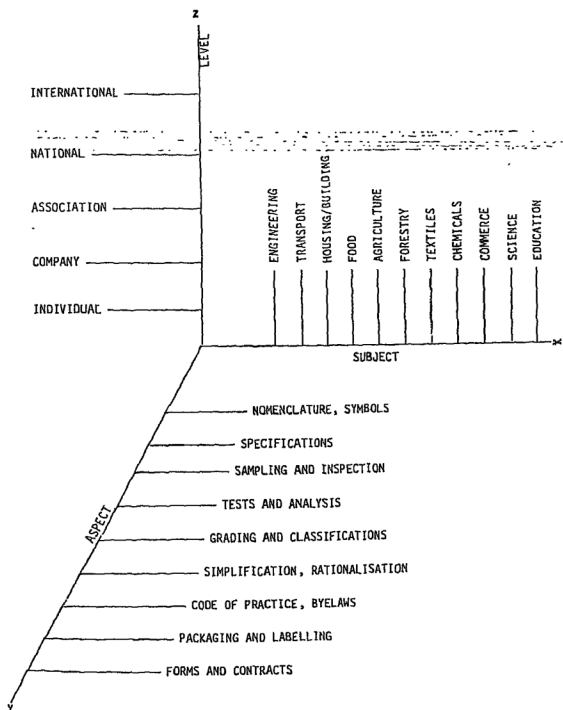 Z
LEVEL
INTERNATIONAL
NATIONAL
ASSOCIATION
COMPANY
INDIVIDUAL
ENGINEERING
TRANSPORT
HOUSING/BUILDING
FOOD
AGRICULTURE
FORESTRY
TEXTILES
CHEMICALS
COMMERCE
SCIENCE
EDUCATION
X
SUBJECT
NOMENCLATURE, SYMBOLS
SPECIFICATIONS
SAMPLING AND INSPECTION
TESTS AND ANALYSIS
ASPECT
GRADING AND CLASSIFICATIONS
SIMPLIFICATION, RATIONALISATION
CODE OF PRACTICE, BYELAWS
PACKAGING AND LABELLING
FORMS AND CONTRACTS
Y